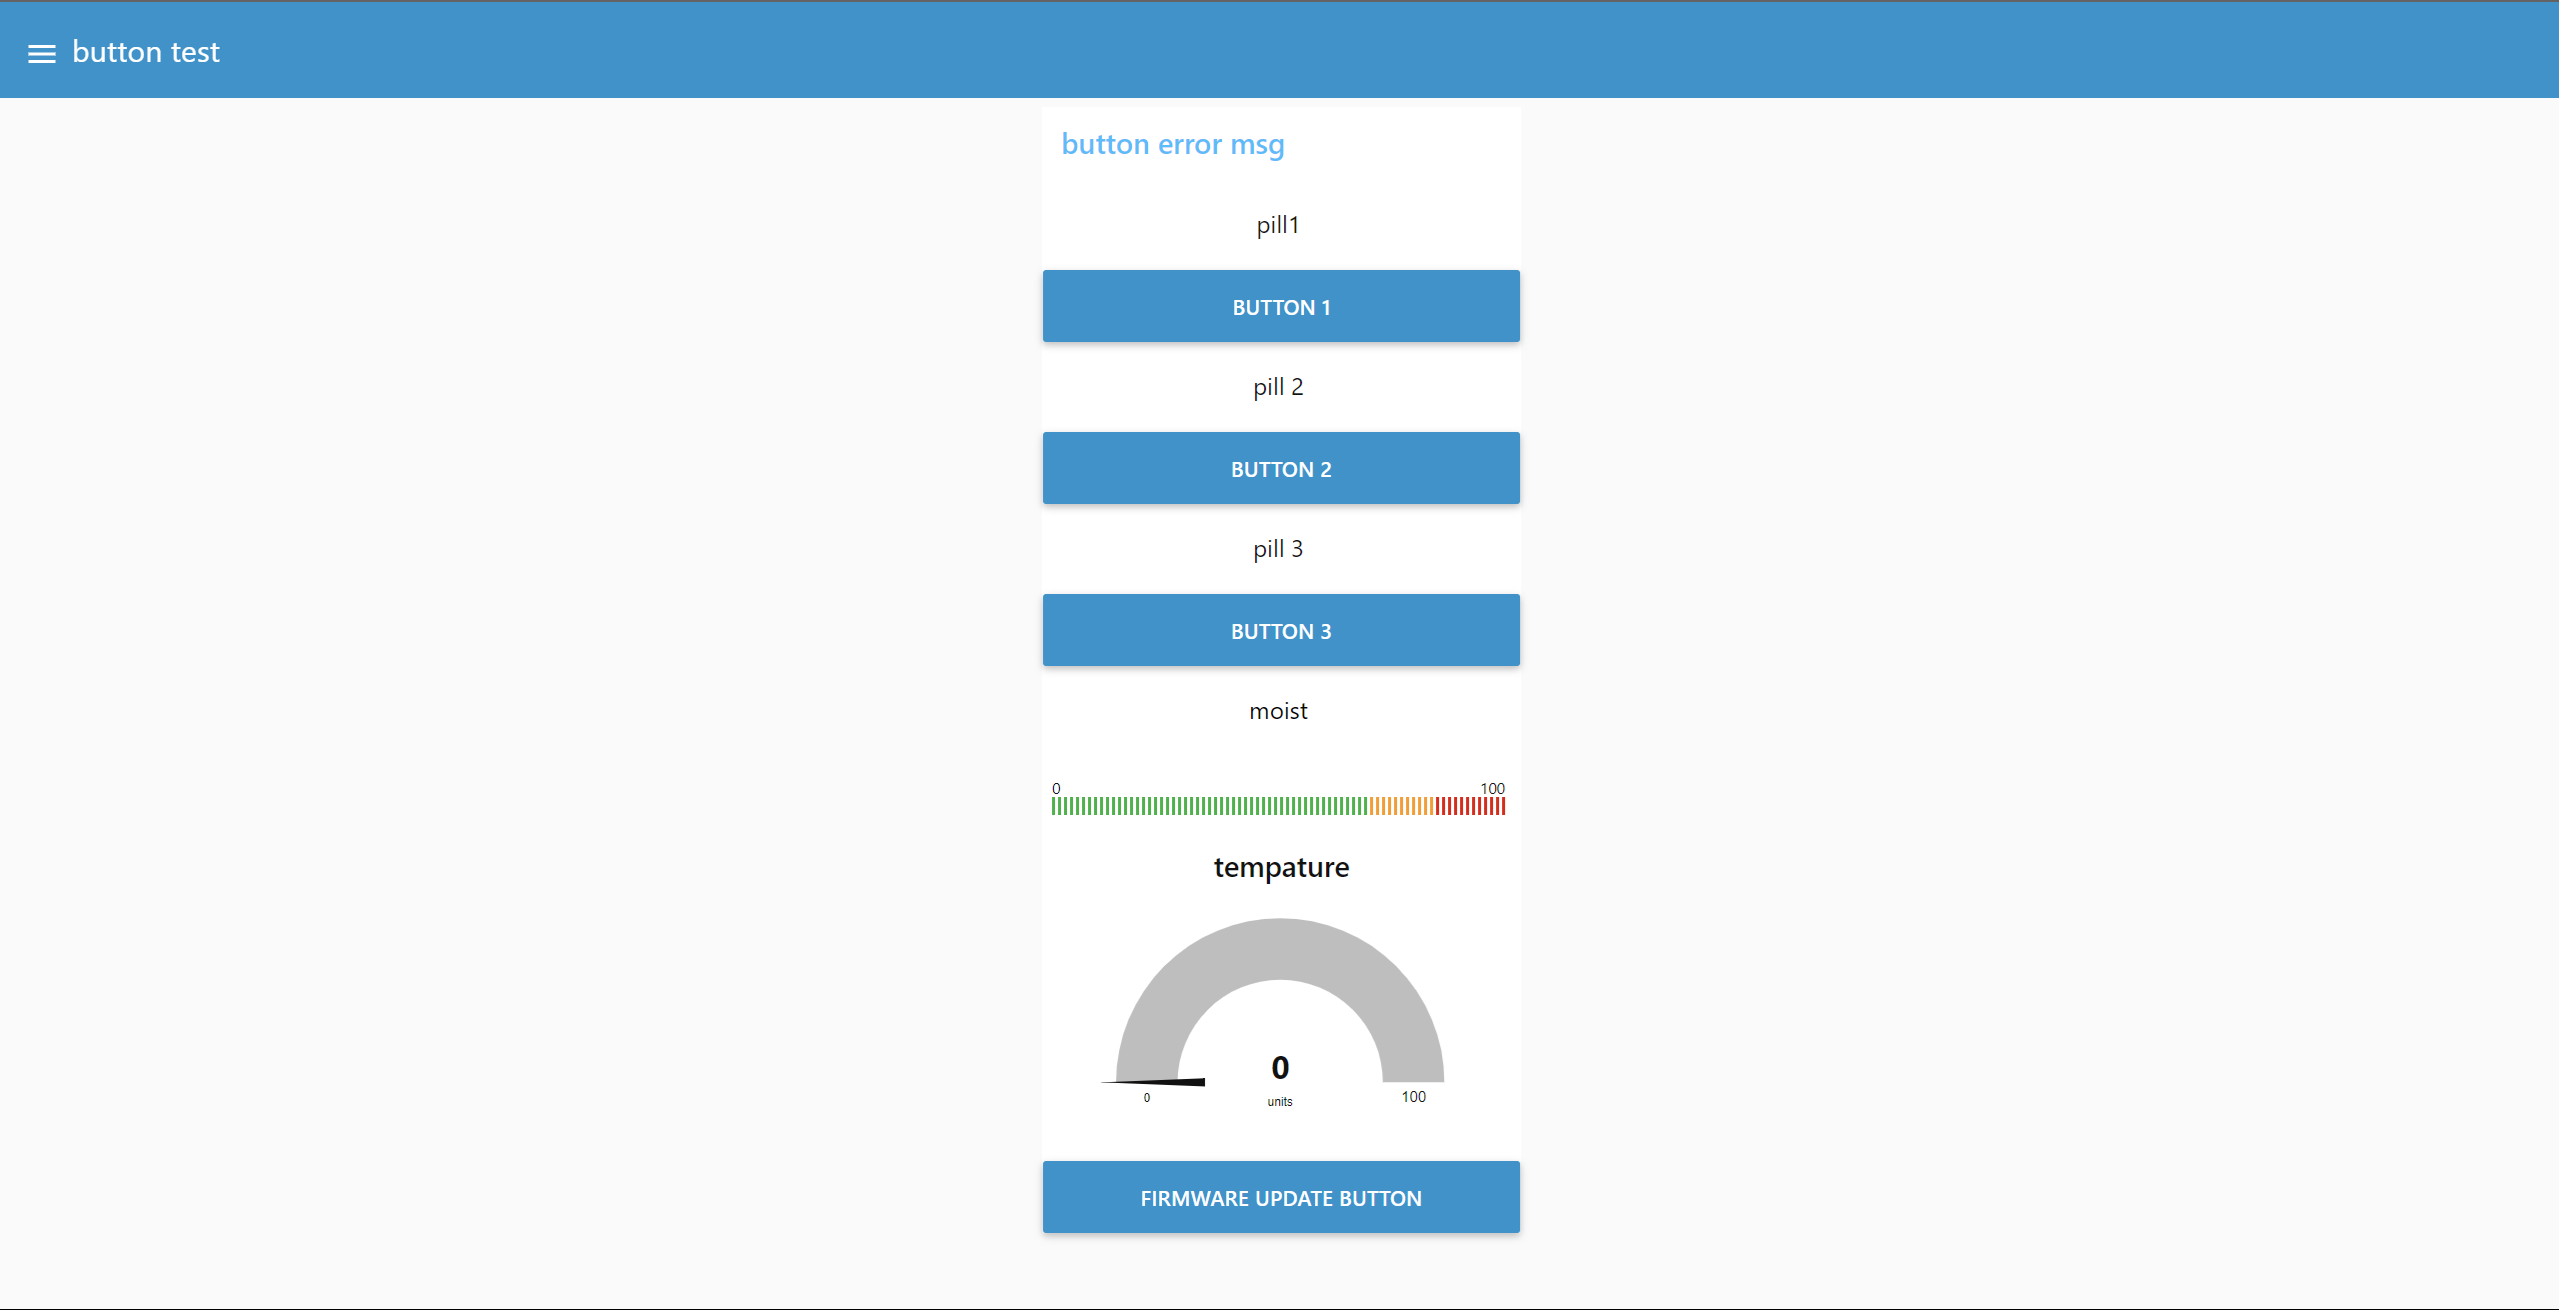 button test
button error msg
pill1
BUTTON 1
pill 2
BUTTON 2
pill 3
BUTTON 3
moist
0 100
tempature
0
0 units 100
FIRMWARE UPDATE BUTTON